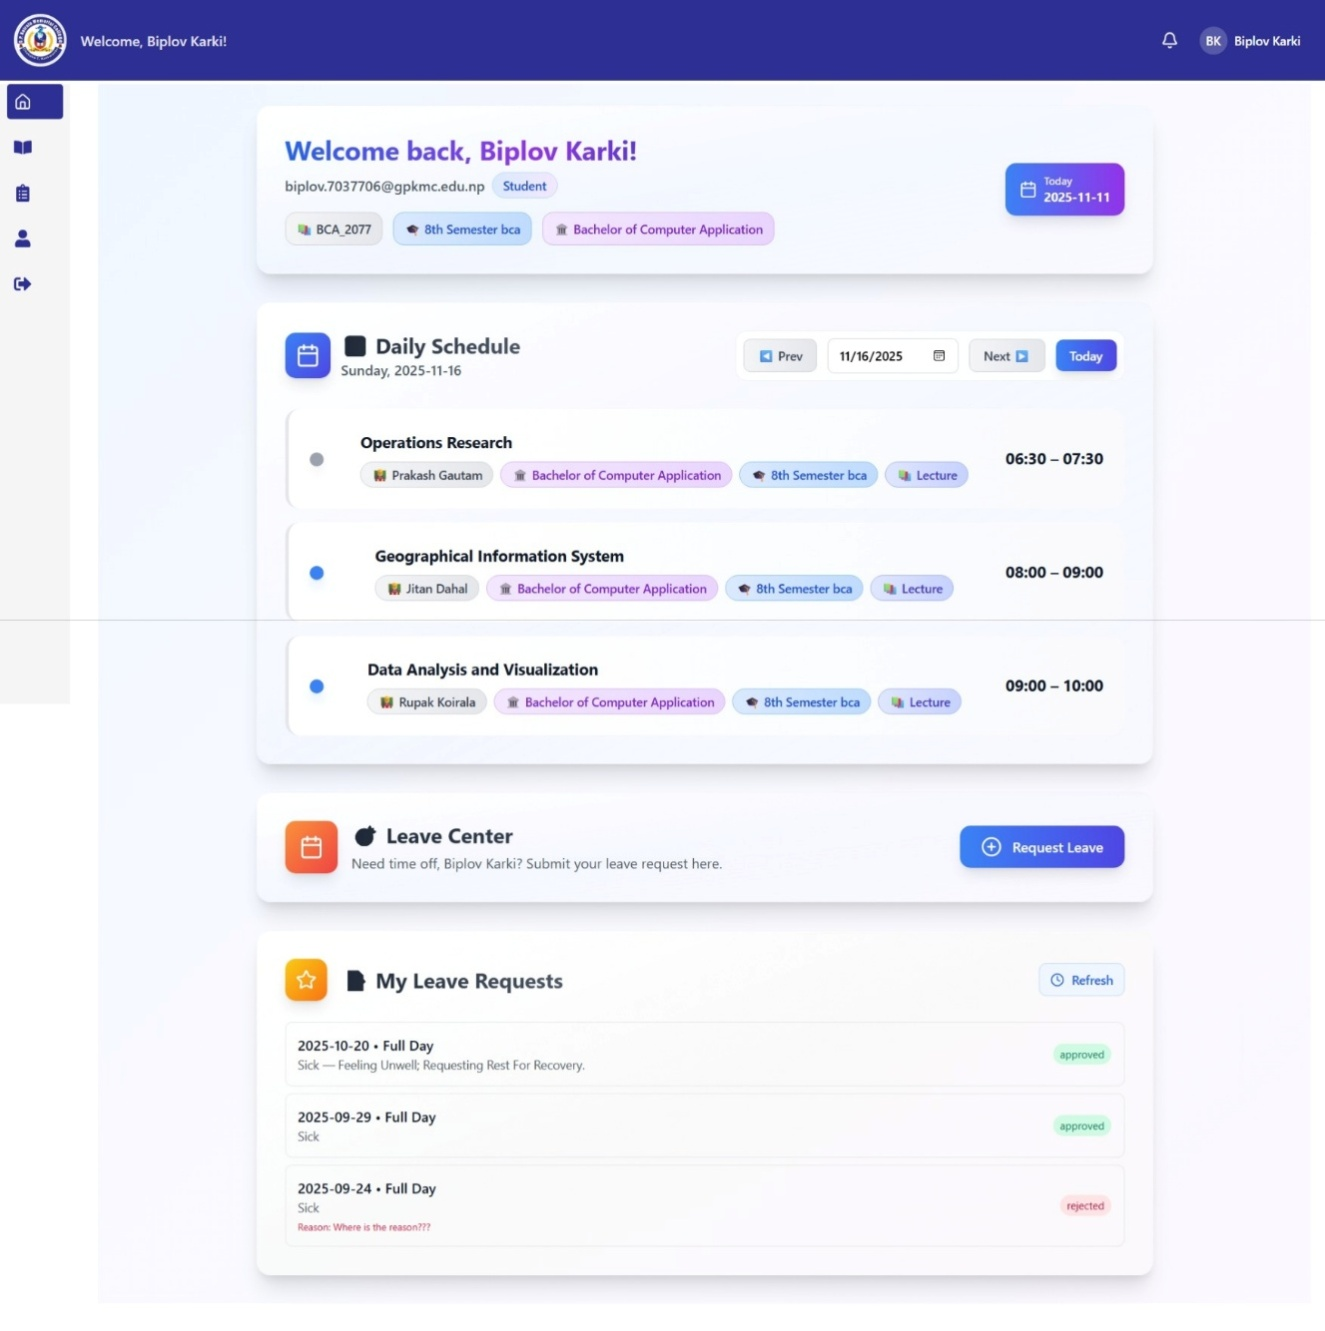 Welcome, Biplov Karki!
BK Biplov Karki
Welcome back, Biplov Karki!
biplov.7037706@gpkmc.edu.np Student
BCA_2077 8th Semester bca Bachelor of Computer Application
Today
2025-11-11
Daily Schedule
Sunday, 2025-11-16
Prev 11/16/2025 Next Today
Operations Research
Prakash Gautam Bachelor of Computer Application 8th Semester bca Lecture
06:30 – 07:30
Geographical Information System
Jitan Dahal Bachelor of Computer Application 8th Semester bca Lecture
08:00 – 09:00
Data Analysis and Visualization
Rupak Koirala Bachelor of Computer Application 8th Semester bca Lecture
09:00 – 10:00
Leave Center
Need time off, Biplov Karki? Submit your leave request here.
Request Leave
My Leave Requests
Refresh
2025-10-20 • Full Day
Sick — Feeling Unwell; Requesting Rest For Recovery.
approved
2025-09-29 • Full Day
Sick
approved
2025-09-24 • Full Day
Sick
Reason: Where is the reason???
rejected